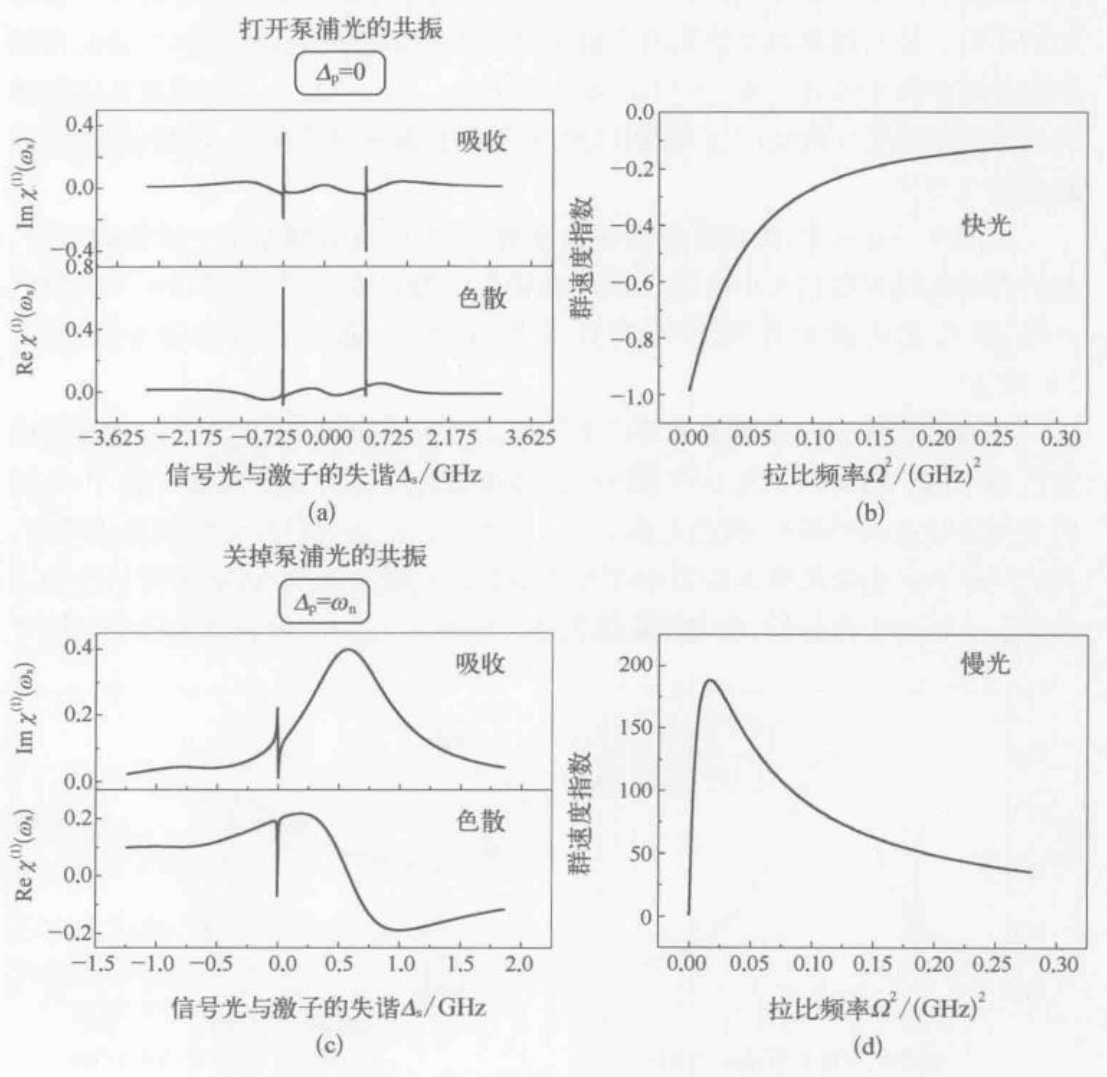 打开泵浦光的共振
Δp=0
0.4
0.0
−0.4
Im χ⁽¹⁾(ωs)
吸收
0.8
0.4
0.0
Re χ⁽¹⁾(ωs)
色散
−3.625 −2.175 −0.725 0.000 0.725 2.175 3.625
信号光与激子的失谐Δs/GHz
(a)
0.0
−0.2
−0.4
−0.6
−0.8
−1.0
群速度指数
快光
0.00 0.05 0.10 0.15 0.20 0.25 0.30
拉比频率Ω²/(GHz)²
(b)
关掉泵浦光的共振
Δp=ωn
0.4
0.2
0.0
Im χ⁽¹⁾(ωs)
吸收
0.2
0.0
−0.2
Re χ⁽¹⁾(ωs)
色散
−1.5 −1.0 −0.5 0.0 0.5 1.0 1.5 2.0
信号光与激子的失谐Δs/GHz
(c)
200
150
100
50
0
群速度指数
慢光
0.00 0.05 0.10 0.15 0.20 0.25 0.30
拉比频率Ω²/(GHz)²
(d)